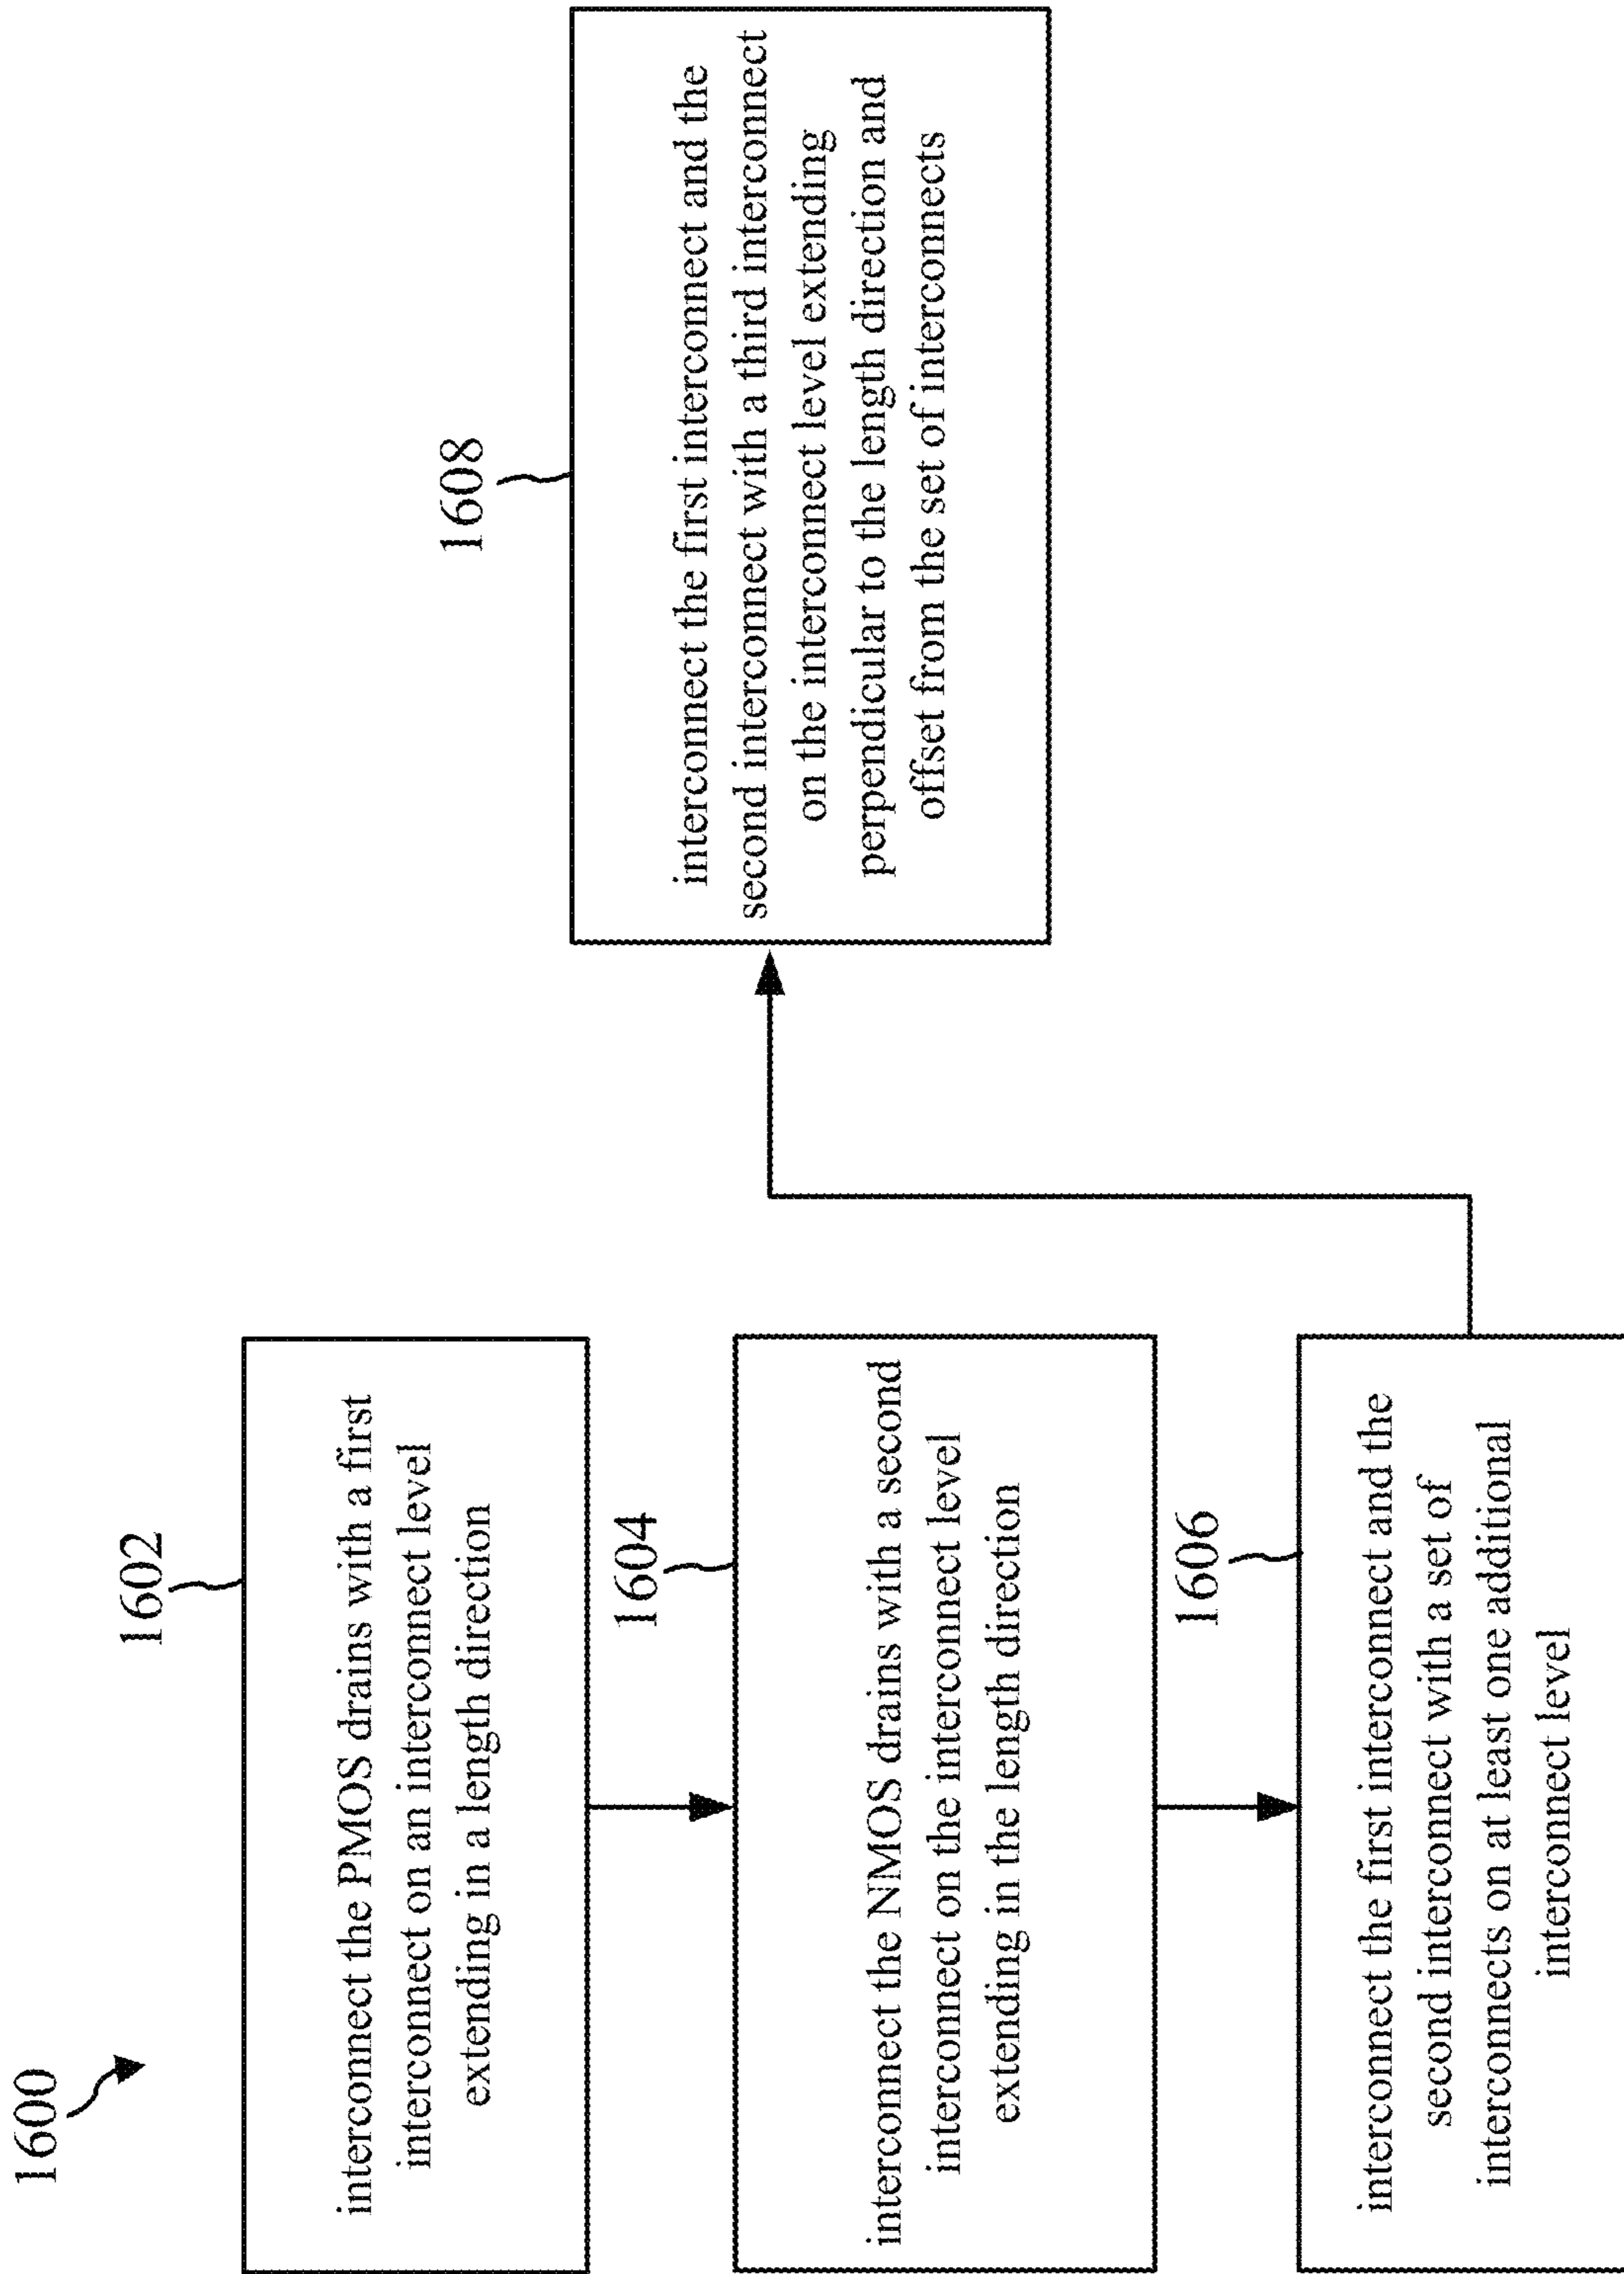 1600
1602
interconnect the PMOS drains with a first
interconnect on an interconnect level
extending in a length direction
1604
interconnect the NMOS drains with a second
interconnect on the interconnect level
extending in the length direction
1606
interconnect the first interconnect and the
second interconnect with a set of
interconnects on at least one additional
interconnect level
1608
interconnect the first interconnect and the
second interconnect with a third interconnect
on the interconnect level extending
perpendicular to the length direction and
offset from the set of interconnects